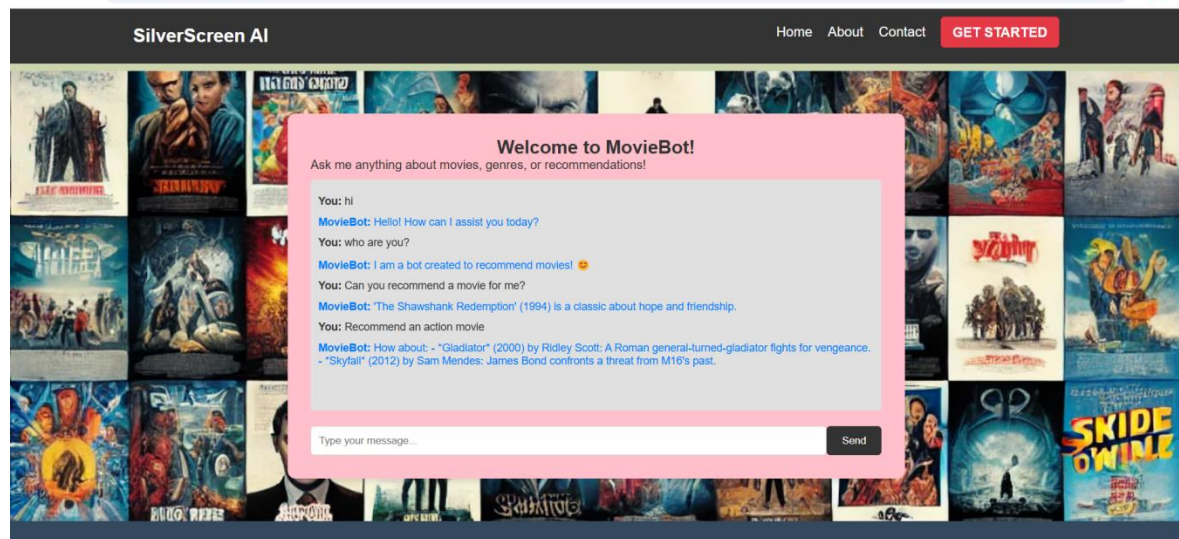 SilverScreen AI
Home About Contact GET STARTED
Welcome to MovieBot!
Ask me anything about movies, genres, or recommendations!
You: hi
MovieBot: Hello! How can I assist you today?
You: who are you?
MovieBot: I am a bot created to recommend movies! 😊
You: Can you recommend a movie for me?
MovieBot: 'The Shawshank Redemption' (1994) is a classic about hope and friendship.
You: Recommend an action movie
MovieBot: How about: - *Gladiator* (2000) by Ridley Scott: A Roman general-turned-gladiator fights for vengeance.
- *Skyfall* (2012) by Sam Mendes: James Bond confronts a threat from M16's past.
Type your message...
Send
SKIDE
O'WINLE